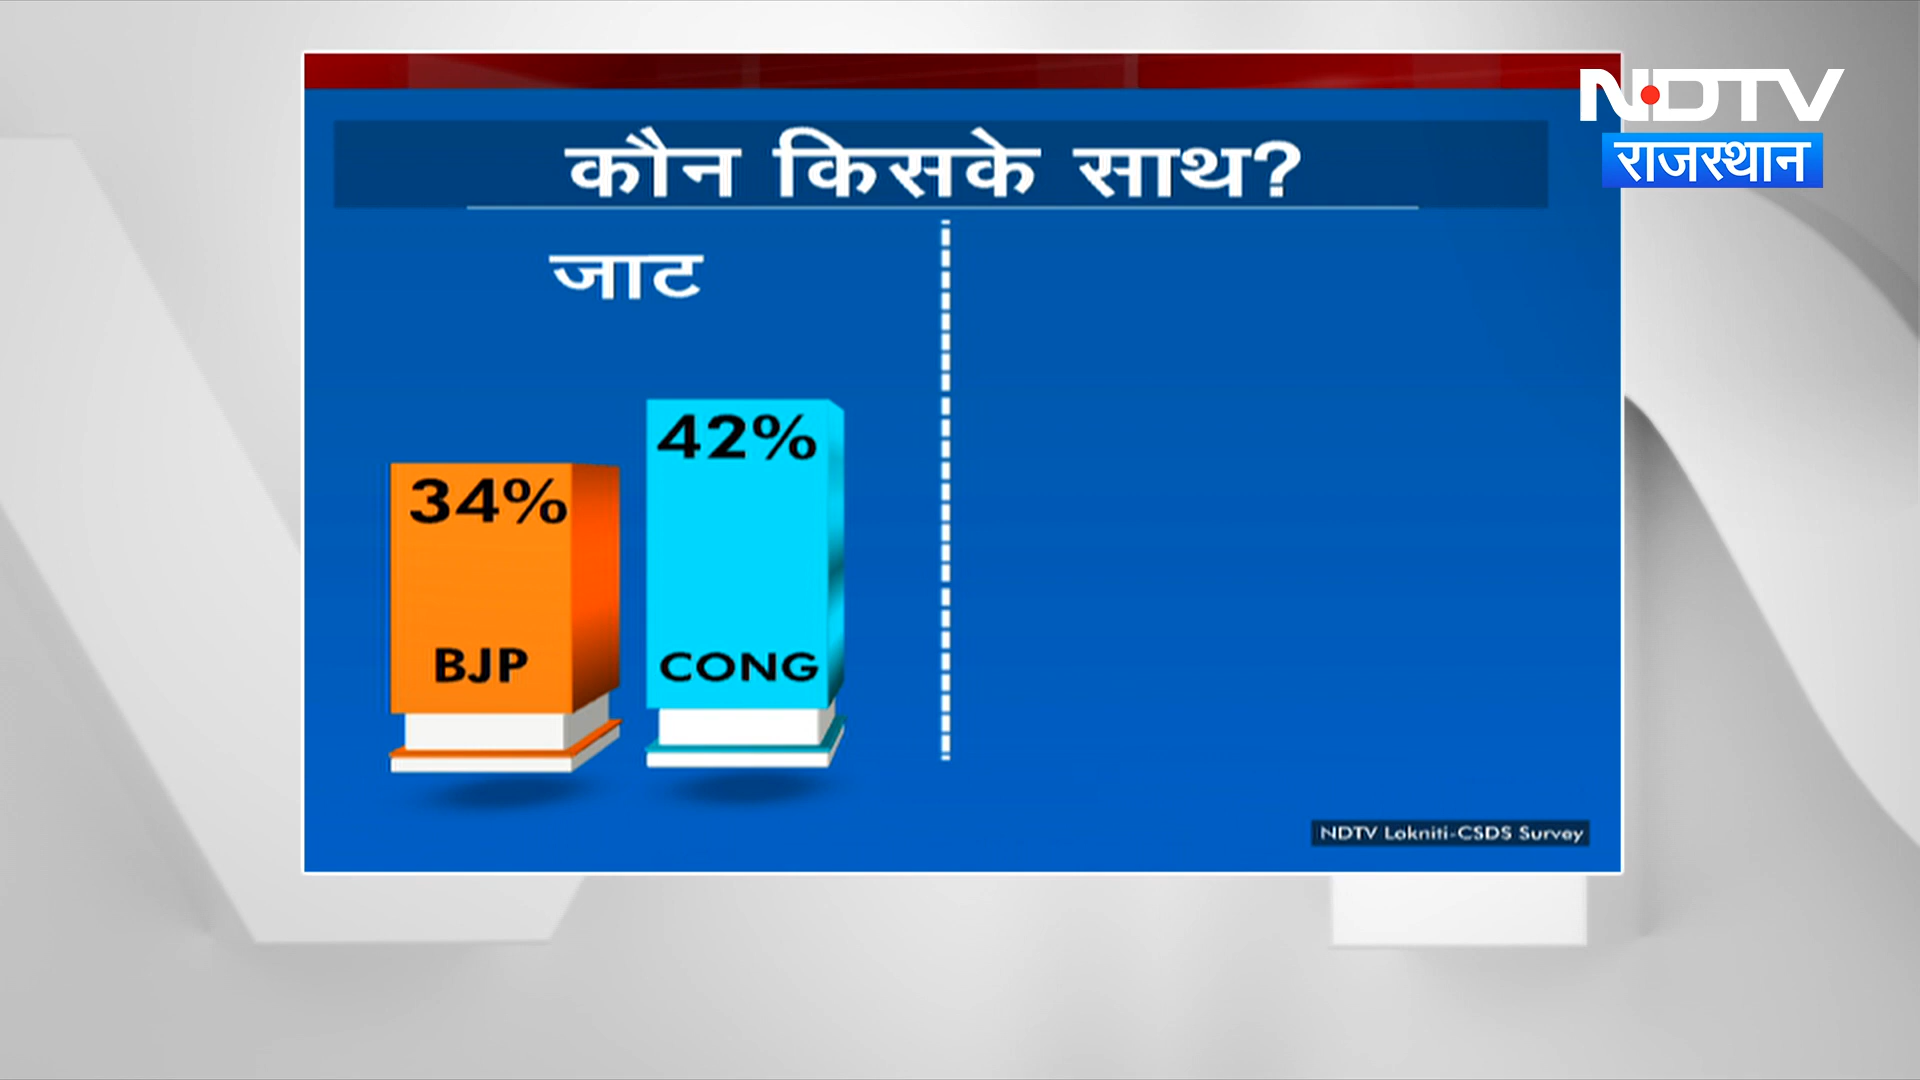 NDTV
राजस्थान
कौन किसके साथ?
जाट
34%
BJP
42%
CONG
NDTV Lokniti-CSDS Survey